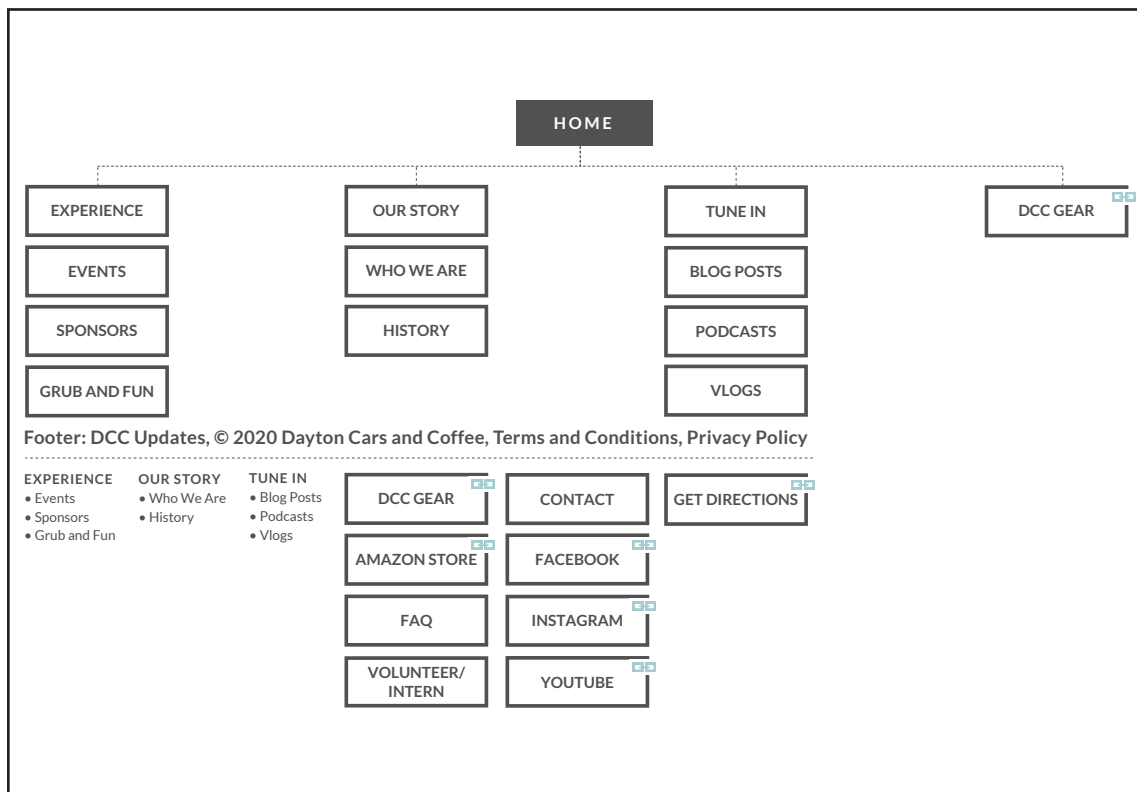 HOME
EXPERIENCE
EVENTS
SPONSORS
GRUB AND FUN
OUR STORY
WHO WE ARE
HISTORY
TUNE IN
BLOG POSTS
PODCASTS
VLOGS
DCC GEAR
Footer: DCC Updates, © 2020 Dayton Cars and Coffee, Terms and Conditions, Privacy Policy
EXPERIENCE
• Events
• Sponsors
• Grub and Fun
OUR STORY
• Who We Are
• History
TUNE IN
• Blog Posts
• Podcasts
• Vlogs
DCC GEAR
AMAZON STORE
FAQ
VOLUNTEER/
INTERN
CONTACT
FACEBOOK
INSTAGRAM
YOUTUBE
GET DIRECTIONS